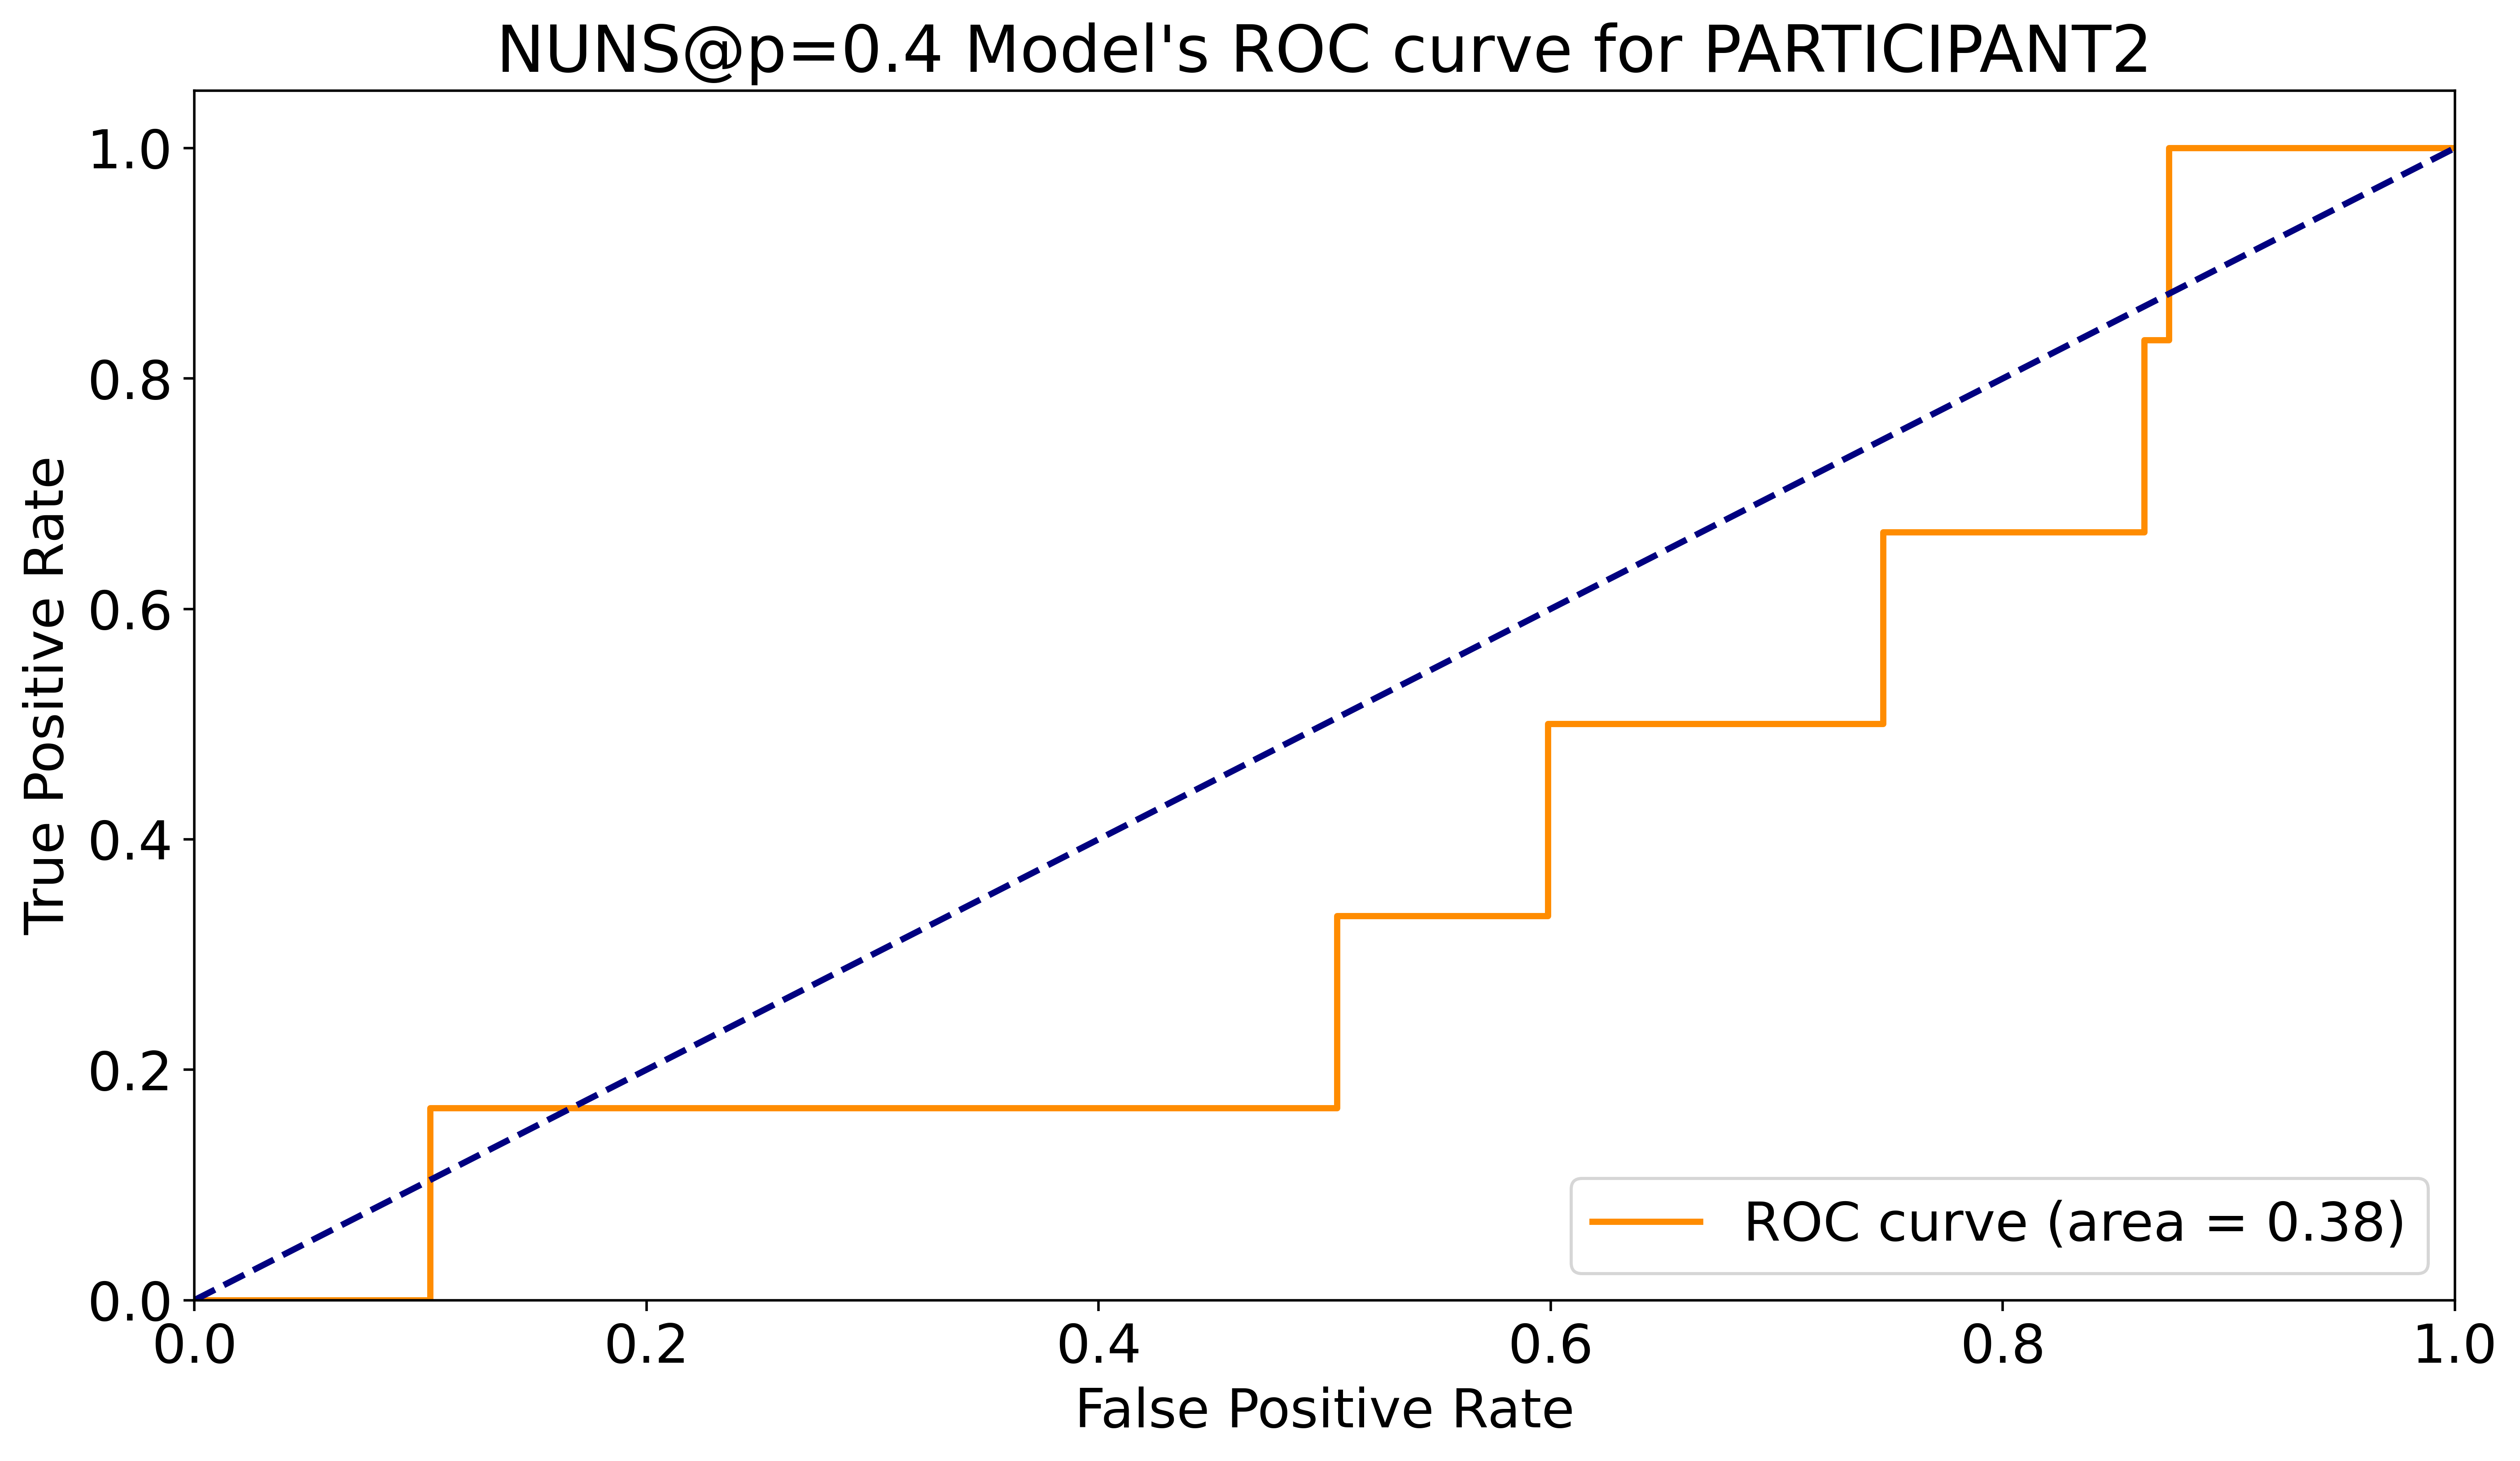 NUNS@p=0.4 Model's ROC curve for PARTICIPANT2
True Positive Rate
1.0
0.8
0.6
0.4
0.2
0.0
ROC curve (area = 0.38)
0.0 0.2 0.4 0.6 0.8 1.0
False Positive Rate